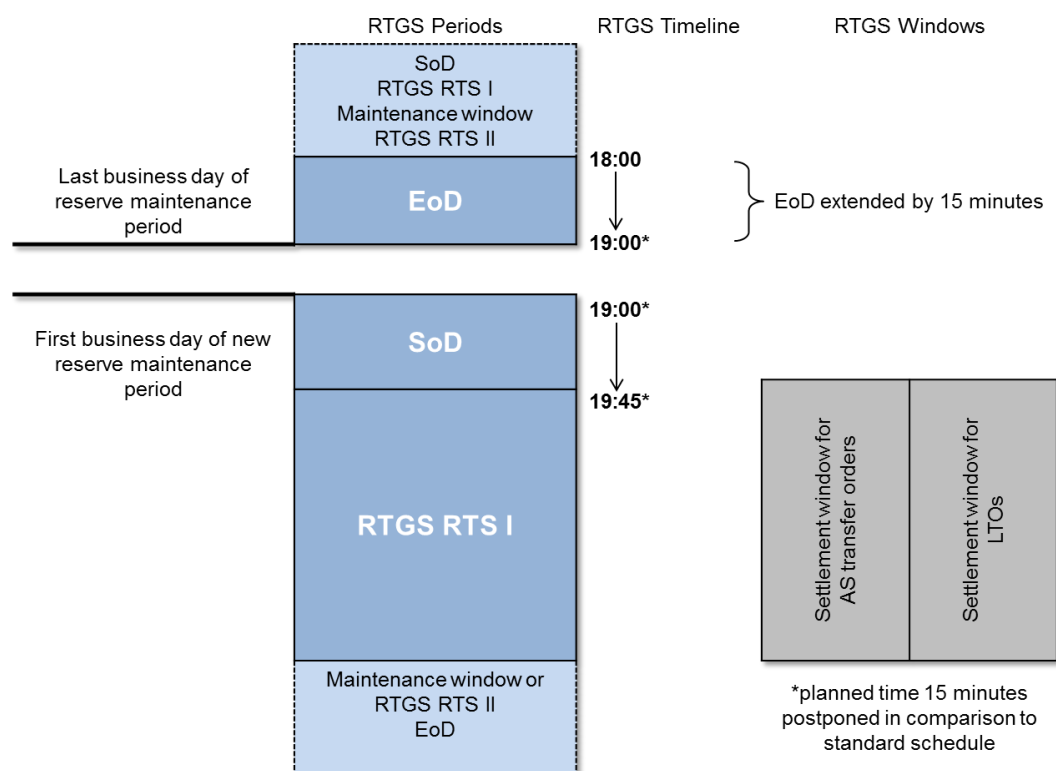 RTGS Periods
RTGS Timeline
RTGS Windows
SoD
RTGS RTS I
Maintenance window
RTGS RTS II
Last business day of
reserve maintenance
period
EoD
18:00
19:00*
EoD extended by 15 minutes
First business day of new
reserve maintenance
period
SoD
19:00*
19:45*
RTGS RTS I
Settlement window for
AS transfer orders
Settlement window for
LTOs
Maintenance window or
RTGS RTS II
EoD
*planned time 15 minutes
postponed in comparison to
standard schedule